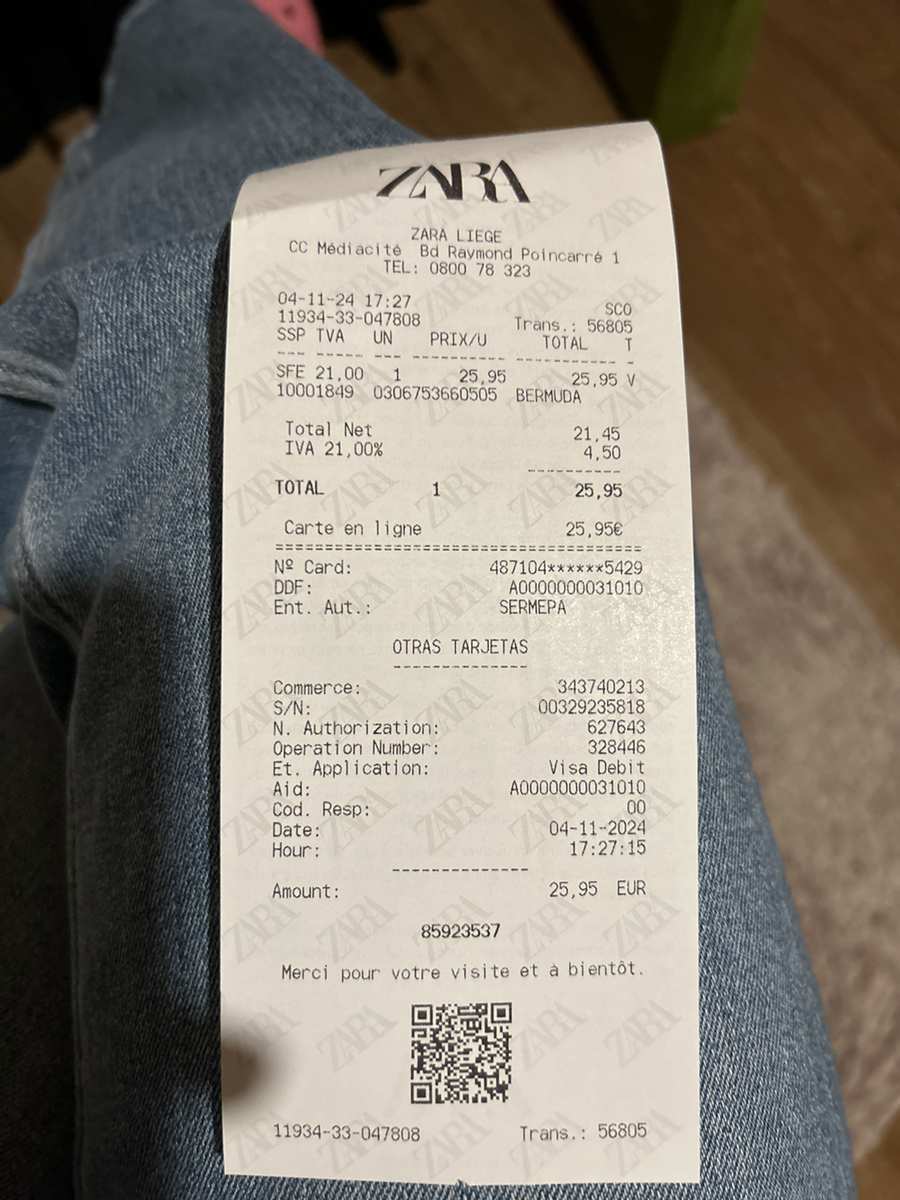 ZARA
ZARA LIEGE
CC Médiacité Bd Raymond Poincarré 1
TEL: 0800 78 323
04-11-24 17:27 SCO
11934-33-047808 Trans.: 56805
SSP TVA UN PRIX/U TOTAL T
--- ---- --- ---------- ----------- -
SFE 21,00 1 25,95 25,95 V
10001849 0306753660505 BERMUDA
Total Net 21,45
IVA 21,00% 4,50
----------
TOTAL 1 25,95
Carte en ligne 25,95€
==========================================
Nº Card: 487104******5429
DDF: A0000000031010
Ent. Aut.: SERMEPA
OTRAS TARJETAS
--------------
Commerce: 343740213
S/N: 00329235818
N. Authorization: 627643
Operation Number: 328446
Et. Application: Visa Debit
Aid: A0000000031010
Cod. Resp: 00
Date: 04-11-2024
Hour: 17:27:15
--------------
Amount: 25,95 EUR
85923537
Merci pour votre visite et à bientôt.
11934-33-047808 Trans.: 56805